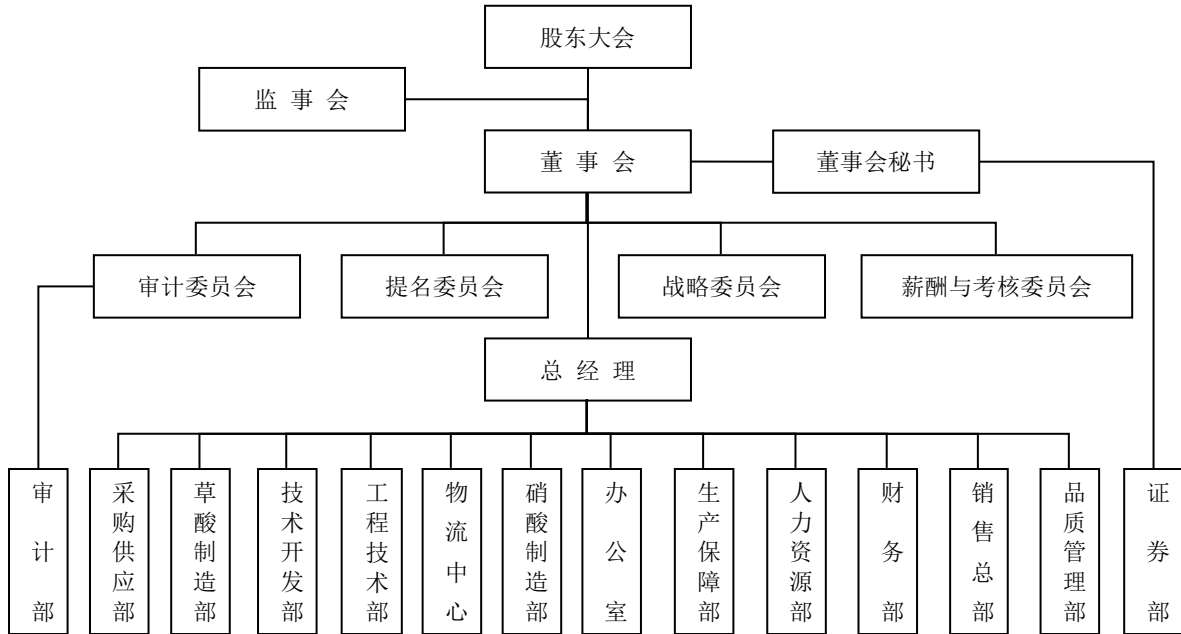 股东大会
监 事 会
董 事 会
董事会秘书
审计委员会
提名委员会
战略委员会
薪酬与考核委员会
总 经 理
审计部
采购供应部
草酸制造部
技术开发部
工程技术部
物流中心
硝酸制造部
办公室
生产保障部
人力资源部
财务部
销售总部
品质管理部
证券部